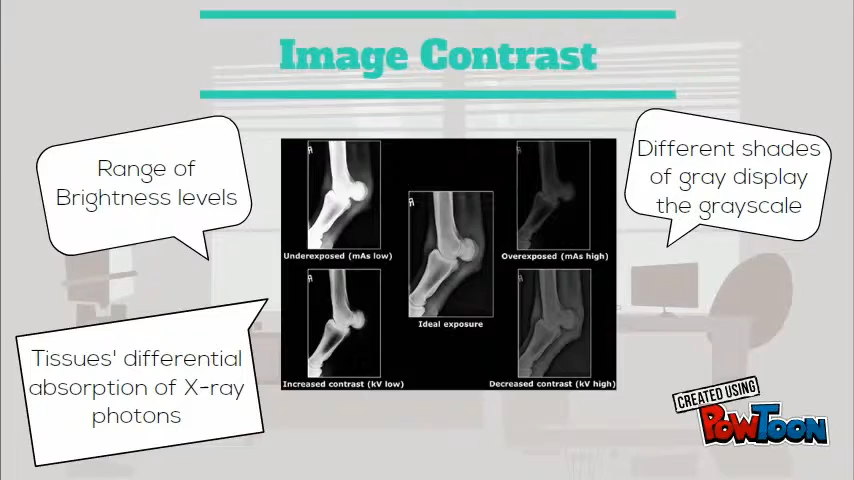 Image Contrast
Range of
Brightness levels
Different shades
of gray display
the grayscale
Tissues' differential
absorption of X-ray
photons
R
Underexposed (mAs low)
R
Overexposed (mAs high)
R
Ideal exposure
R
Increased contrast (kV low)
R
Decreased contrast (kV high)
CREATED USING
POWTOON